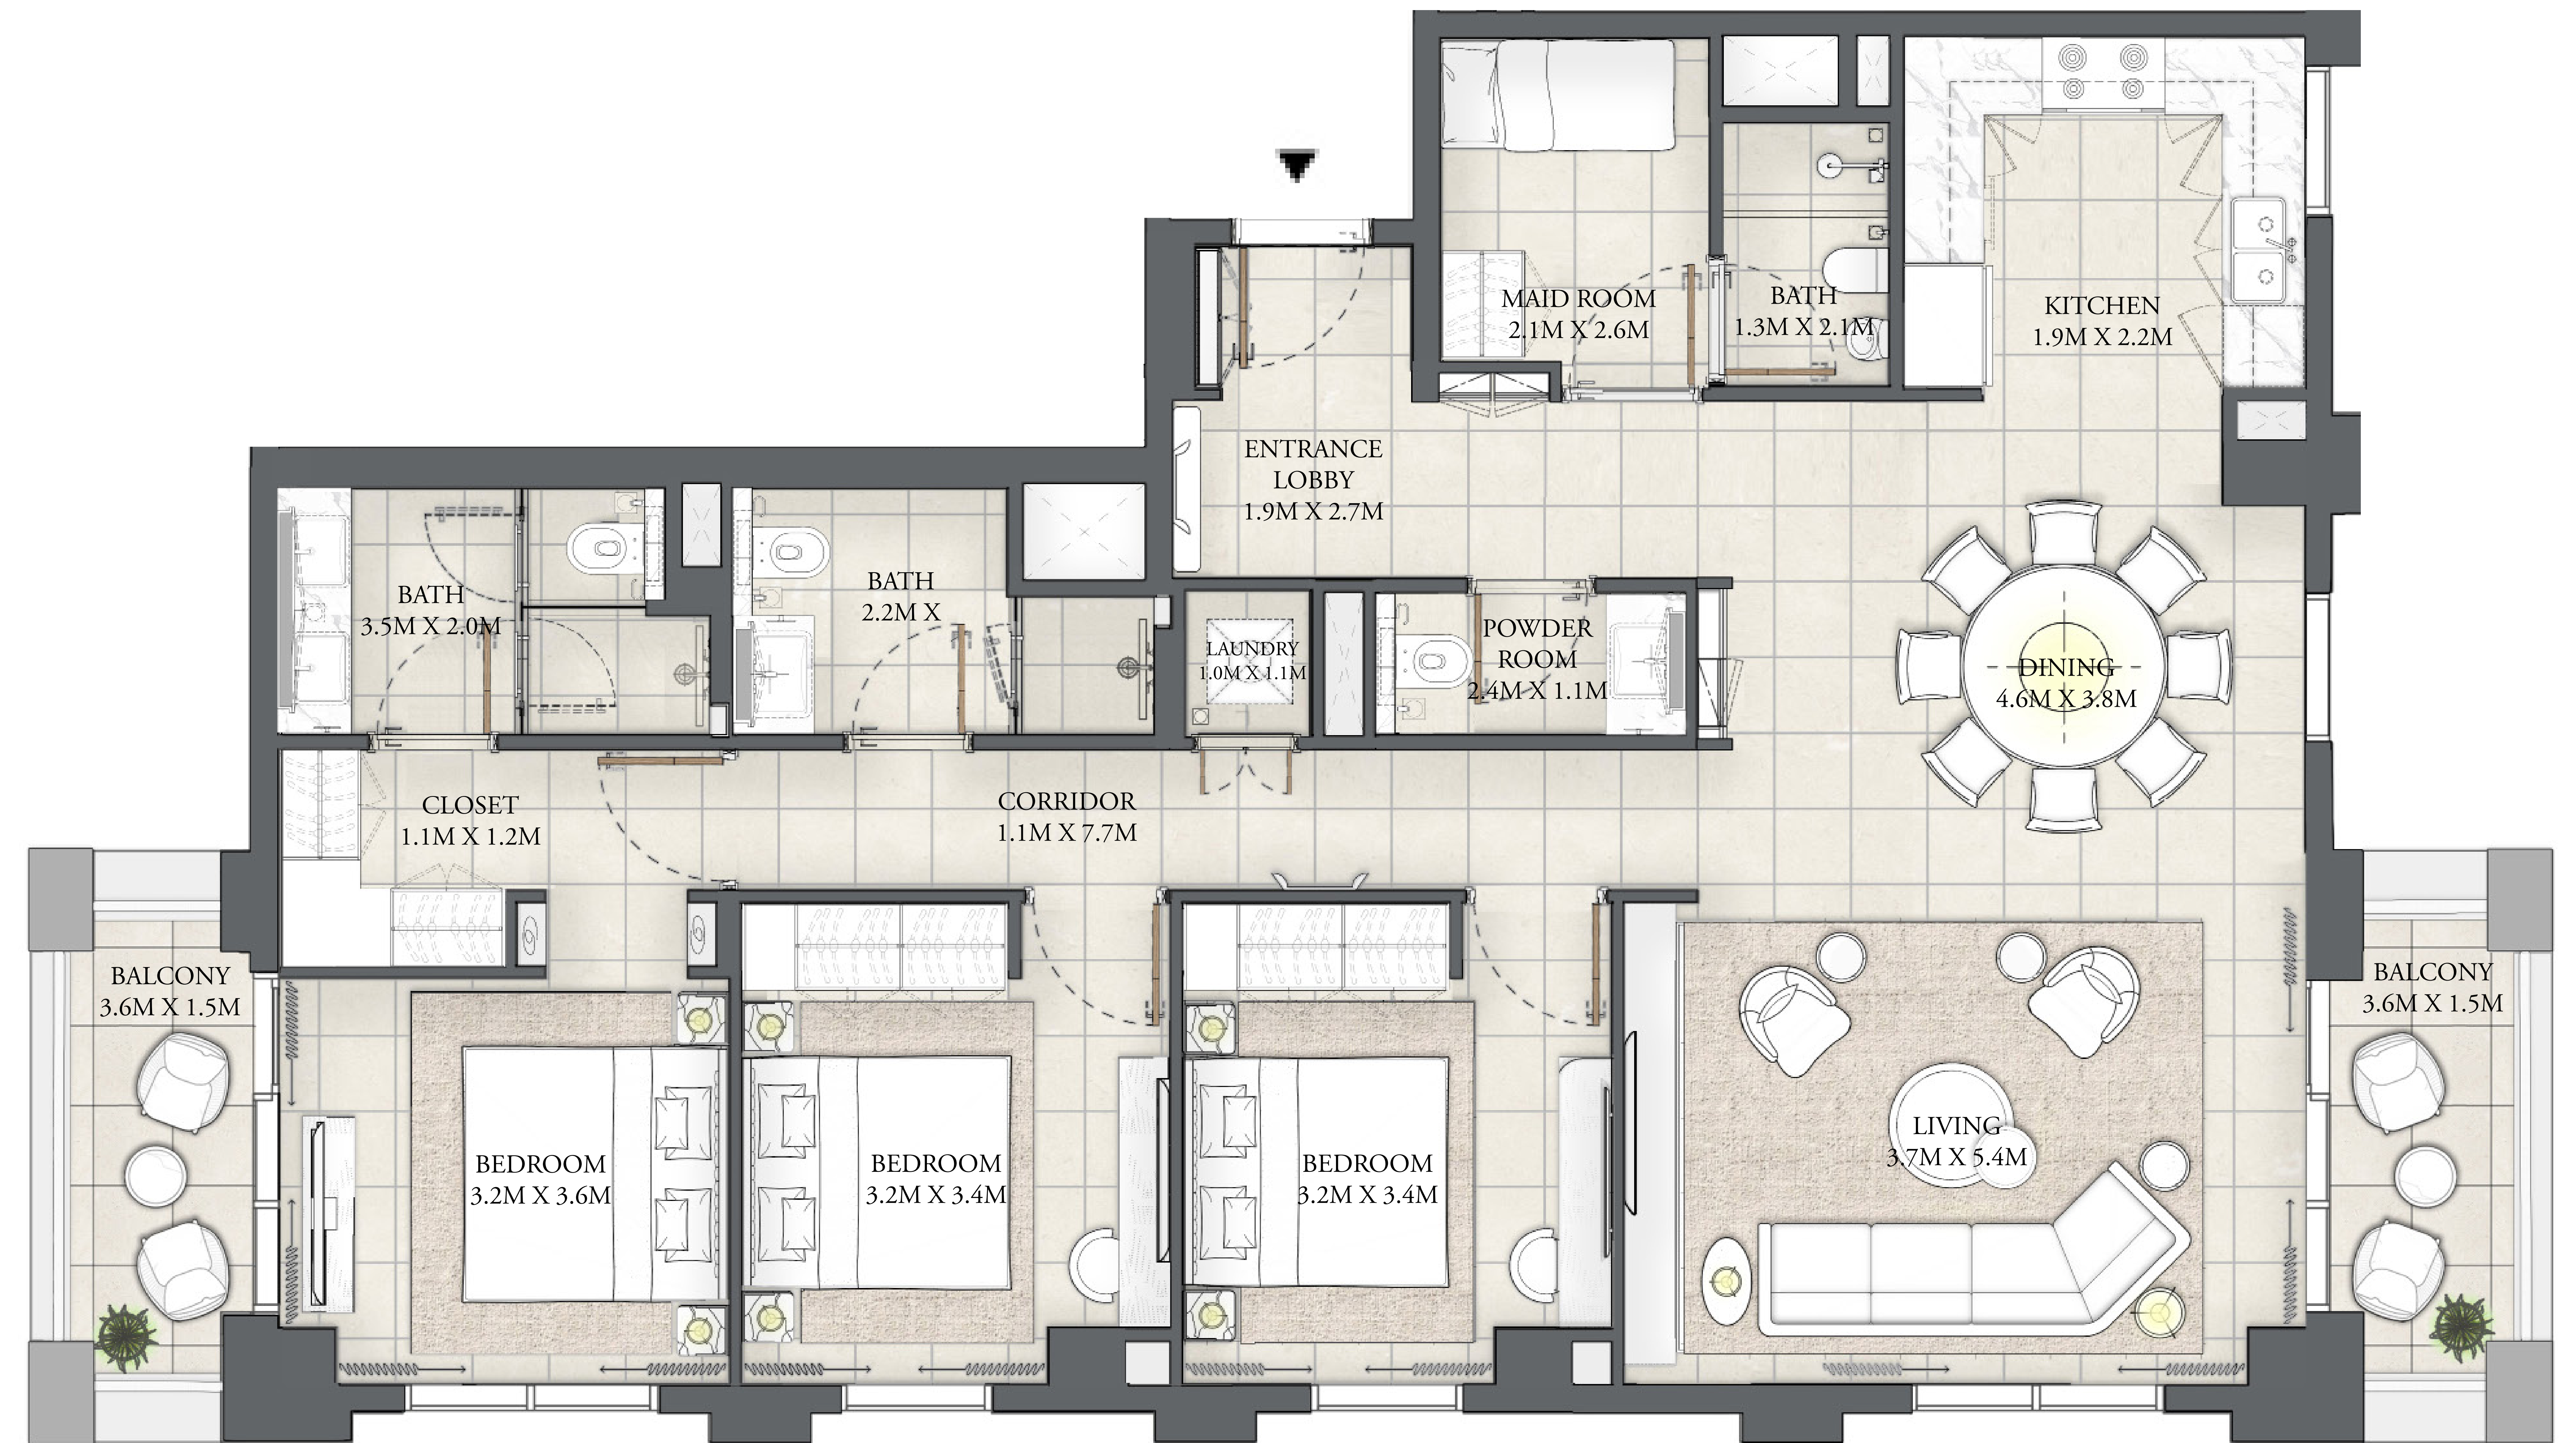 MAID ROOM
2.1M X 2.6M
BATH
1.3M X 2.1M
KITCHEN
1.9M X 2.2M
ENTRANCE
LOBBY
1.9M X 2.7M
BATH
3.5M X 2.0M
BATH
2.2M X
LAUNDRY
1.0M X 1.1M
POWDER
ROOM
2.4M X 1.1M
DINING
4.6M X 3.8M
CLOSET
1.1M X 1.2M
CORRIDOR
1.1M X 7.7M
BALCONY
3.6M X 1.5M
BALCONY
3.6M X 1.5M
BEDROOM
3.2M X 3.6M
BEDROOM
3.2M X 3.4M
BEDROOM
3.2M X 3.4M
LIVING
3.7M X 5.4M